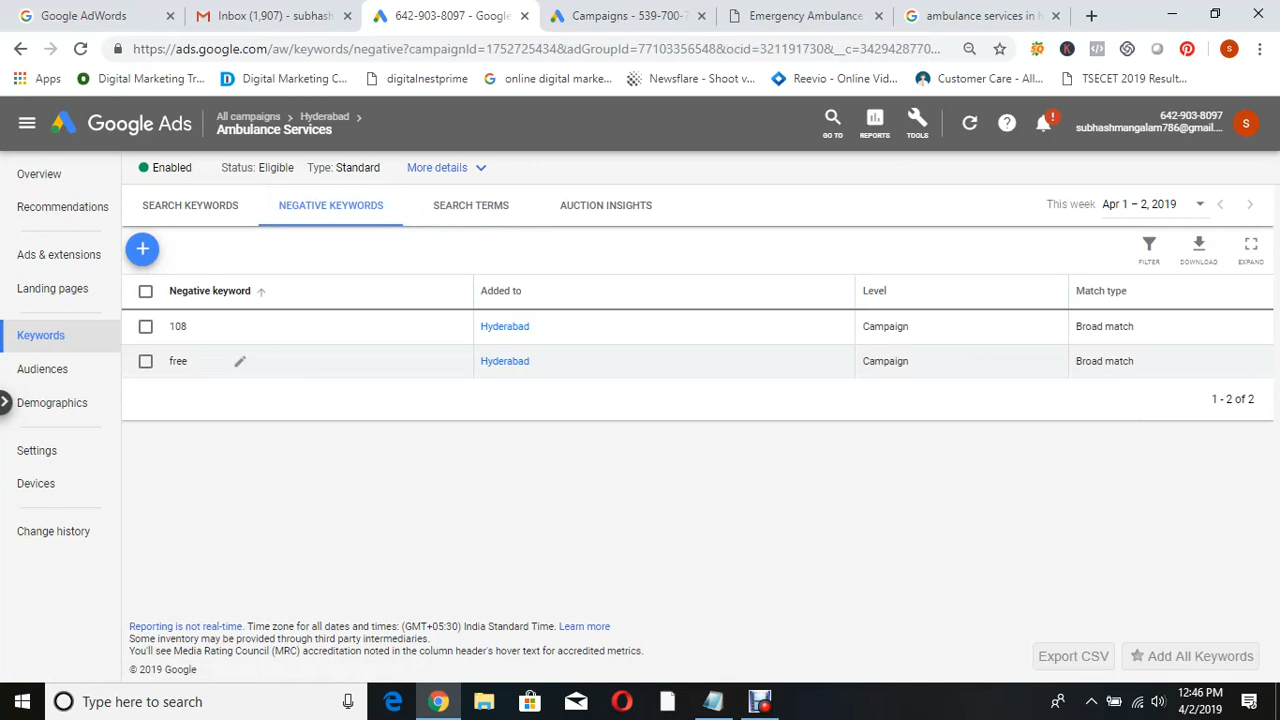 Google AdWords
Inbox (1,907) - subhash
642-903-8097 - Google
Campaigns - 539-700-7
Emergency Ambulance
ambulance services in h
https://ads.google.com/aw/keywords/negative?campaignId=1752725434&adGroupId=77103356548&ocid=321191730&__c=3429428770...
Apps
Digital Marketing Tr...
Digital Marketing C...
digitalnestprime
online digital marke...
Newsflare - Shoot v...
Reevio - Online Vid...
Customer Care - All...
TSECET 2019 Result...
Google Ads
All campaigns > Hyderabad >
Ambulance Services
GO TO
REPORTS
TOOLS
642-903-8097
subhashmangalam786@gmail....
S
Overview
Recommendations
Ads & extensions
Landing pages
Keywords
Audiences
Demographics
Settings
Devices
Change history
Enabled
Status: Eligible
Type: Standard
More details
SEARCH KEYWORDS
NEGATIVE KEYWORDS
SEARCH TERMS
AUCTION INSIGHTS
This week
Apr 1 – 2, 2019
FILTER
DOWNLOAD
EXPAND
Negative keyword
Added to
Level
Match type
108
Hyderabad
Campaign
Broad match
free
Hyderabad
Campaign
Broad match
1 - 2 of 2
Reporting is not real-time. Time zone for all dates and times: (GMT+05:30) India Standard Time. Learn more
Some inventory may be provided through third party intermediaries.
You'll see Media Rating Council (MRC) accreditation noted in the column header's hover text for accredited metrics.
© 2019 Google
Export CSV
Add All Keywords
Type here to search
12:46 PM
4/2/2019